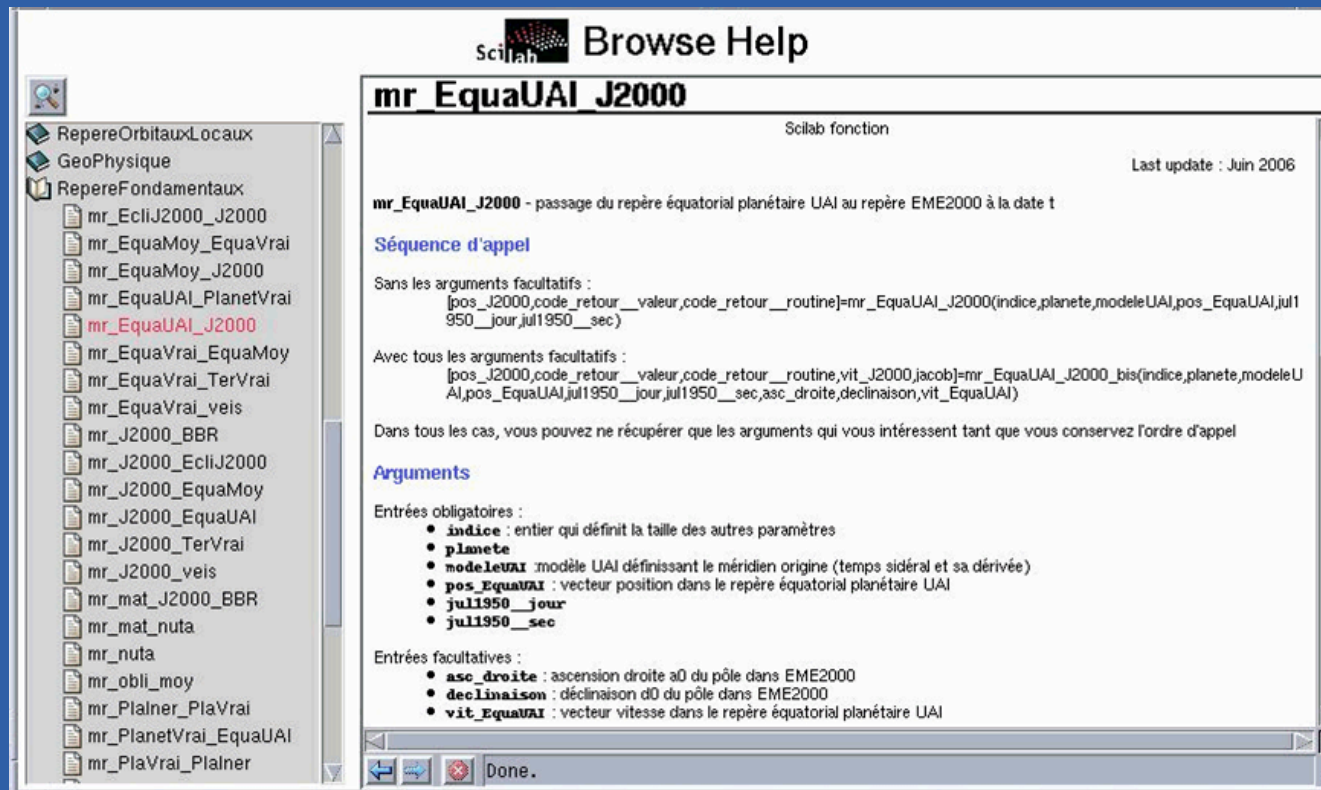 Scilab Browse Help
RepereOrbitauxLocaux
GeoPhysique
RepereFondamentaux
mr_EcliJ2000_J2000
mr_EquaMoy_EquaVrai
mr_EquaMoy_J2000
mr_EquaUAI_PlanetVrai
mr_EquaUAI_J2000
mr_EquaVrai_EquaMoy
mr_EquaVrai_TerVrai
mr_EquaVrai_veis
mr_J2000_BBR
mr_J2000_EcliJ2000
mr_J2000_EquaMoy
mr_J2000_EquaUAI
mr_J2000_TerVrai
mr_J2000_veis
mr_mat_J2000_BBR
mr_mat_nuta
mr_nuta
mr_obli_moy
mr_PlaIner_PlaVrai
mr_PlanetVrai_EquaUAI
mr_PlaVrai_PlaIner
mr_EquaUAI_J2000
Scilab fonction
Last update : Juin 2006
mr_EquaUAI_J2000 - passage du repère équatorial planétaire UAI au repère EME2000 à la date t
Séquence d'appel
Sans les arguments facultatifs :
[pos_J2000,code_retour__valeur,code_retour__routine]=mr_EquaUAI_J2000(indice,planete,modeleUAI,pos_EquaUAI,jul1
950__jour,jul1950__sec)
Avec tous les arguments facultatifs :
[pos_J2000,code_retour__valeur,code_retour__routine,vit_J2000,jacob]=mr_EquaUAI_J2000_bis(indice,planete,modeleU
AI,pos_EquaUAI,jul1950__jour,jul1950__sec,asc_droite,declinaison,vit_EquaUAI)
Dans tous les cas, vous pouvez ne récupérer que les arguments qui vous intéressent tant que vous conservez l'ordre d'appel
Arguments
Entrées obligatoires :
• indice : entier qui définit la taille des autres paramètres
• planete
• modeleUAI :modèle UAI définissant le méridien origine (temps sidéral et sa dérivée)
• pos_EquaUAI : vecteur position dans le repère équatorial planétaire UAI
• jul1950__jour
• jul1950__sec
Entrées facultatives :
• asc_droite : ascension droite a0 du pôle dans EME2000
• declinaison : déclinaison d0 du pôle dans EME2000
• vit_EquaUAI : vecteur vitesse dans le repère équatorial planétaire UAI
Done.